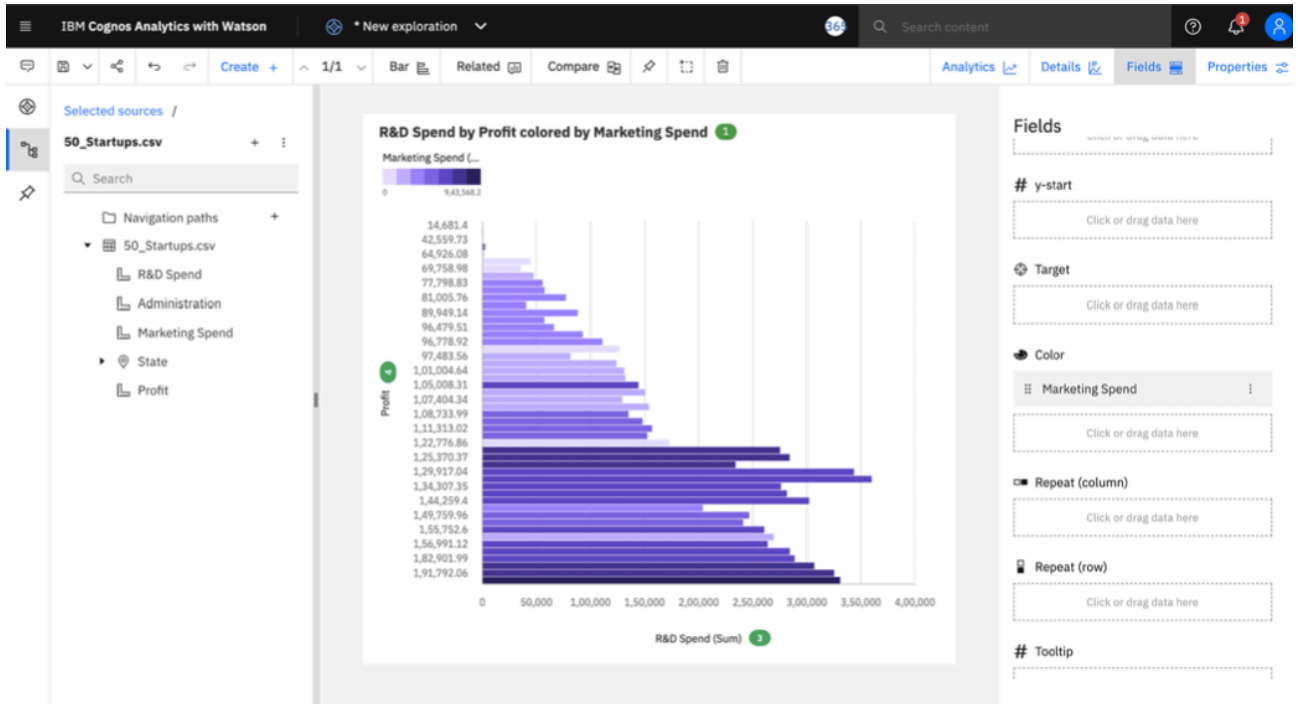 IBM Cognos Analytics with Watson
* New exploration
365
Search content
1
Create +
1/1
Bar
Related
Compare
Analytics
Details
Fields
Properties
Selected sources /
50_Startups.csv
Search
Navigation paths
50_Startups.csv
R&D Spend
Administration
Marketing Spend
State
Profit
R&D Spend by Profit colored by Marketing Spend 1
Marketing Spend (...
0 9,43,568.2
14,681.4
42,559.73
64,926.08
69,758.98
77,798.83
81,005.76
89,949.14
96,479.51
96,778.92
97,483.56
1,01,004.64
1,05,008.31
1,07,404.34
1,08,733.99
1,11,313.02
1,22,776.86
1,25,370.37
1,29,917.04
1,34,307.35
1,44,259.4
1,49,759.96
1,55,752.6
1,56,991.12
1,82,901.99
1,91,792.06
Profit 4
0 50,000 1,00,000 1,50,000 2,00,000 2,50,000 3,00,000 3,50,000 4,00,000
R&D Spend (Sum) 3
Fields
Click or drag data here
# y-start
Click or drag data here
Target
Click or drag data here
Color
Marketing Spend
Click or drag data here
Repeat (column)
Click or drag data here
Repeat (row)
Click or drag data here
# Tooltip